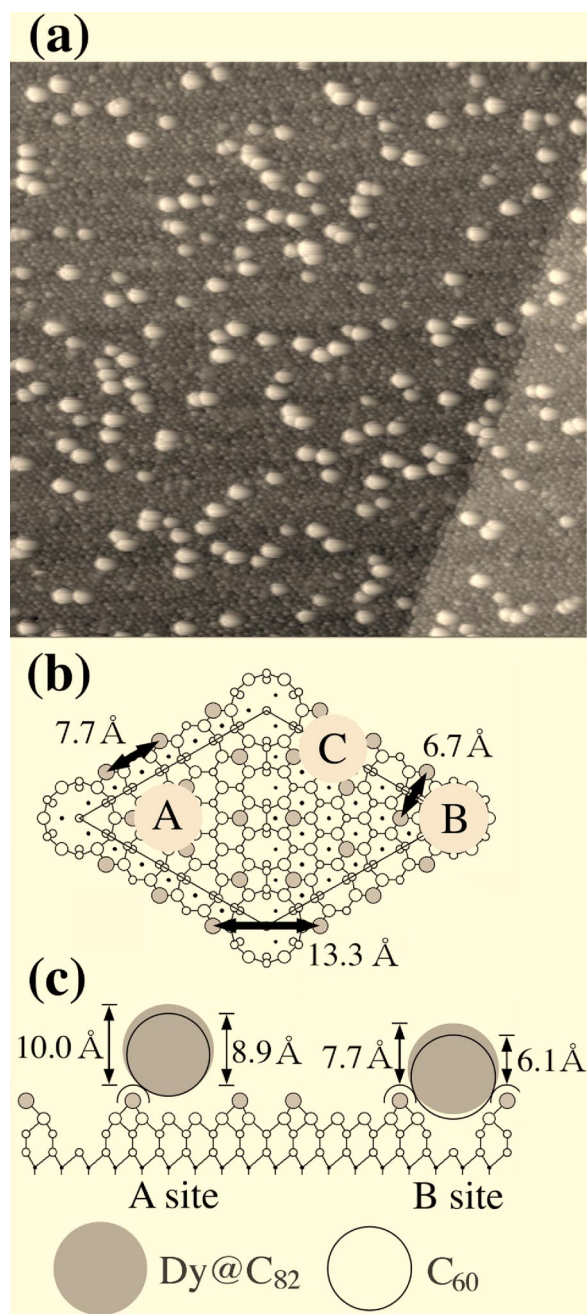 (a)
(b)
7.7 Å
C
6.7 Å
A
B
13.3 Å
(c)
10.0 Å
8.9 Å
7.7 Å
6.1 Å
A site
B site
Dy@C₈₂
C₆₀